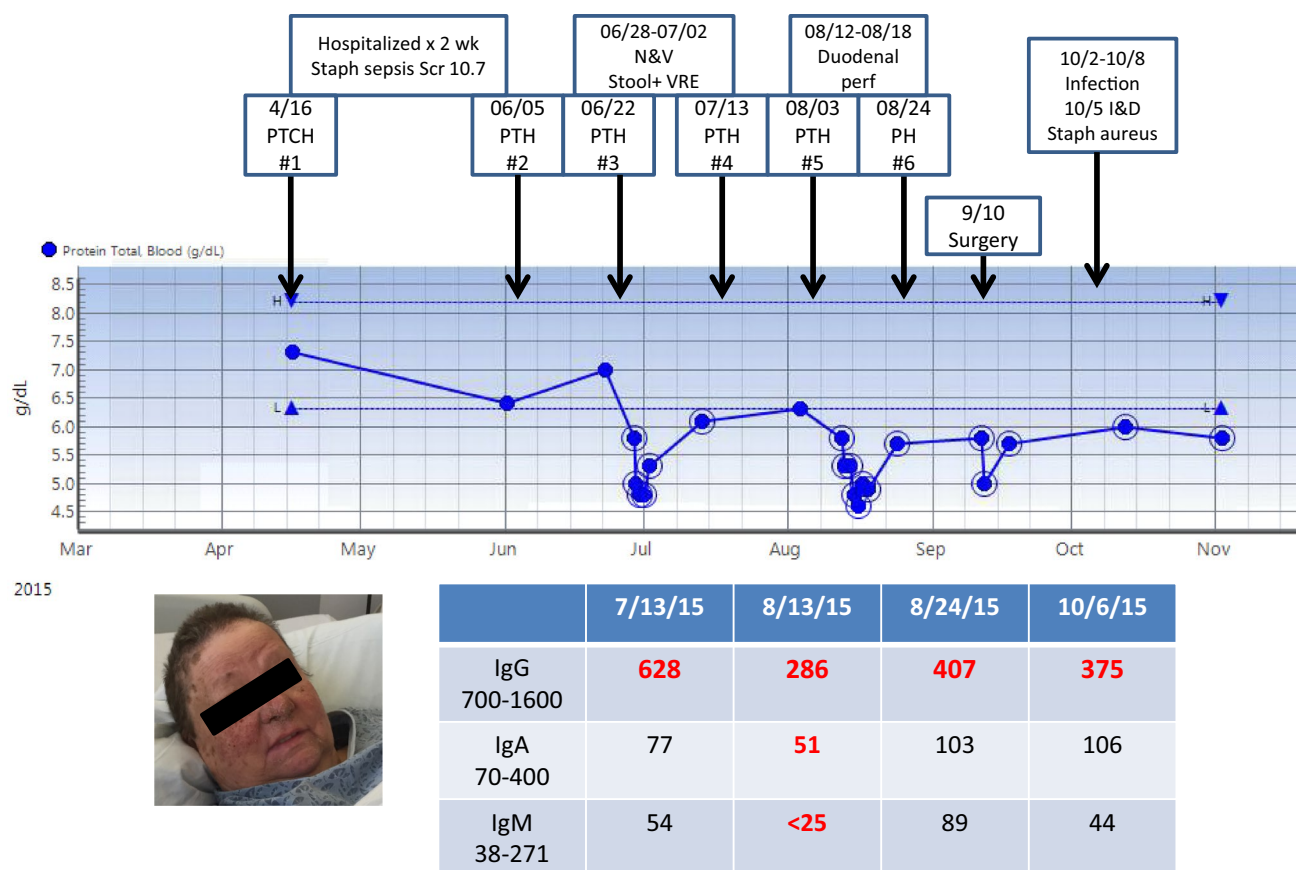 Hospitalized x 2 wk
Staph sepsis Scr 10.7
06/28-07/02
N&V
Stool+ VRE
08/12-08/18
Duodenal
perf
10/2-10/8
Infection
10/5 I&D
Staph aureus
4/16
PTCH
#1
06/05
PTH
#2
06/22
PTH
#3
07/13
PTH
#4
08/03
PTH
#5
08/24
PH
#6
9/10
Surgery
Protein Total, Blood (g/dL)
g/dL
8.5
8.0
7.5
7.0
6.5
6.0
5.5
5.0
4.5
H
H
L
L
Mar Apr May Jun Jul Aug Sep Oct Nov
2015
7/13/15 8/13/15 8/24/15 10/6/15
IgG 628 286 407 375
700-1600
IgA 77 51 103 106
70-400
IgM 54 <25 89 44
38-271